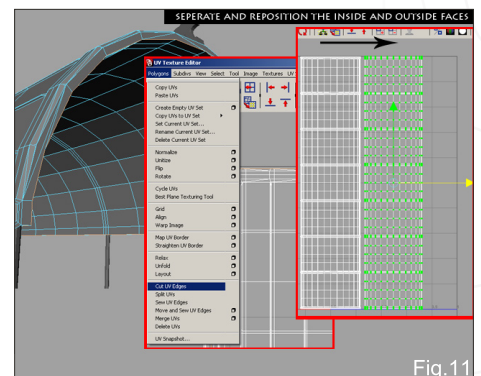 SEPERATE AND REPOSITION THE INSIDE AND OUTSIDE FACES
UV Texture Editor
Polygons Subdivs View Select Tool Image Textures UV
Copy UVs
Paste UVs
Create Empty UV Set
Copy UVs to UV Set
Set Current UV Set...
Rename Current UV Set...
Delete Current UV Set
Normalize
Unitize
Flip
Rotate
Cycle UVs
Best Plane Texturing Tool
Grid
Align
Warp Image
Map UV Border
Straighten UV Border
Relax
Unfold
Layout
Cut UV Edges
Split UVs
Sew UV Edges
Move and Sew UV Edges
Merge UVs
Delete UVs
UV Snapshot...
Fig.11